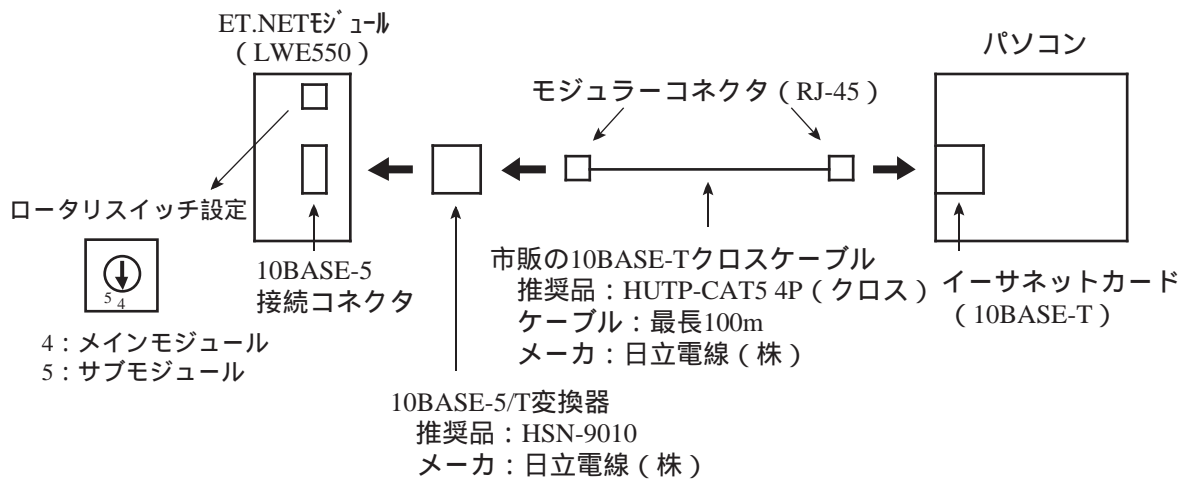 ET.NETﾓｼﾞｭｰﾙ
（LWE550）
パソコン
モジュラーコネクタ（RJ-45）
ロータリスイッチ設定
5 4
4：メインモジュール
5：サブモジュール
10BASE-5
接続コネクタ
市販の10BASE-Tクロスケーブル
推奨品：HUTP-CAT5 4P（クロス）
ケーブル：最長100m
メーカ：日立電線（株）
イーサネットカード
（10BASE-T）
10BASE-5/T変換器
推奨品：HSN-9010
メーカ：日立電線（株）